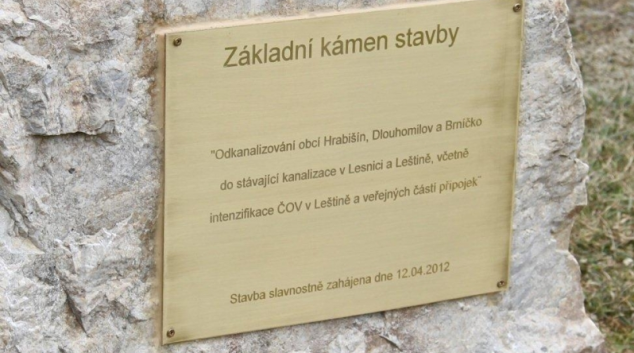 Základní kámen stavby
"Odkanalizování obcí Hrabišín, Dlouhomilov a Brníčko
do stávající kanalizace v Lesnici a Leštině, včetně
intenzifikace ČOV v Leštině a veřejných částí přípojek"
Stavba slavnostně zahájena dne 12.04.2012